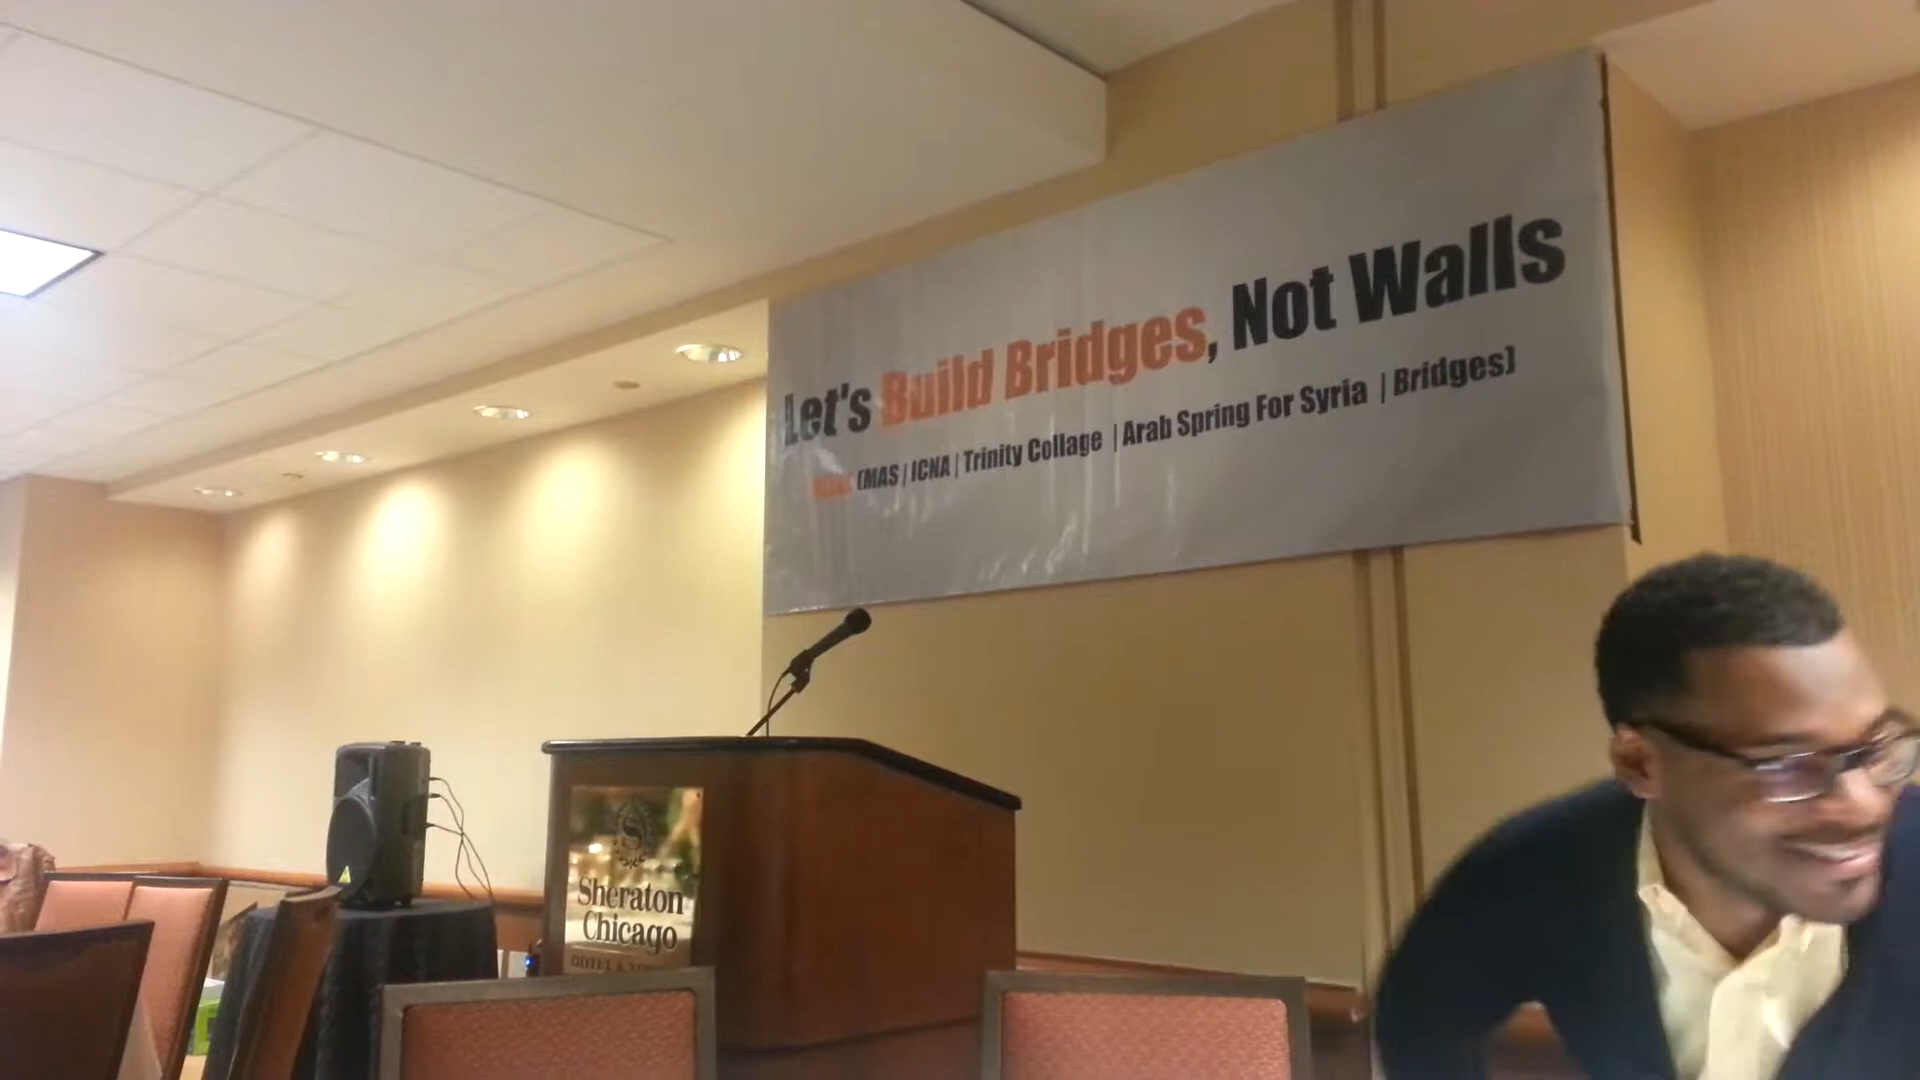 Let's Build Bridges, Not Walls
(MAS | ICNA | Trinity Collage | Arab Spring For Syria | Bridges)
S
Sheraton
Chicago